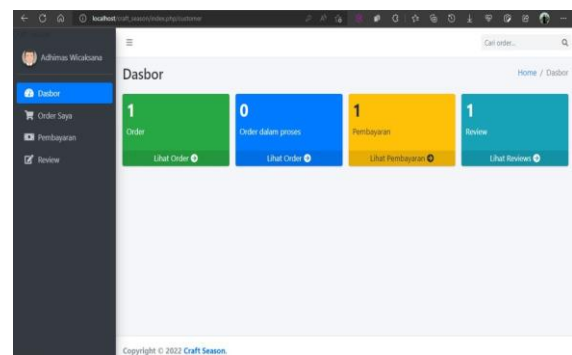 localhost/craft_season/index.php/customer
Adhimas Wicaksana
Cari order...
Dasbor
Home / Dasbor
Dasbor
Order Saya
Pembayaran
Review
1
Order
Lihat Order
0
Order dalam proses
Lihat Order
1
Pembayaran
Lihat Pembayaran
1
Review
Lihat Reviews
Copyright © 2022 Craft Season.